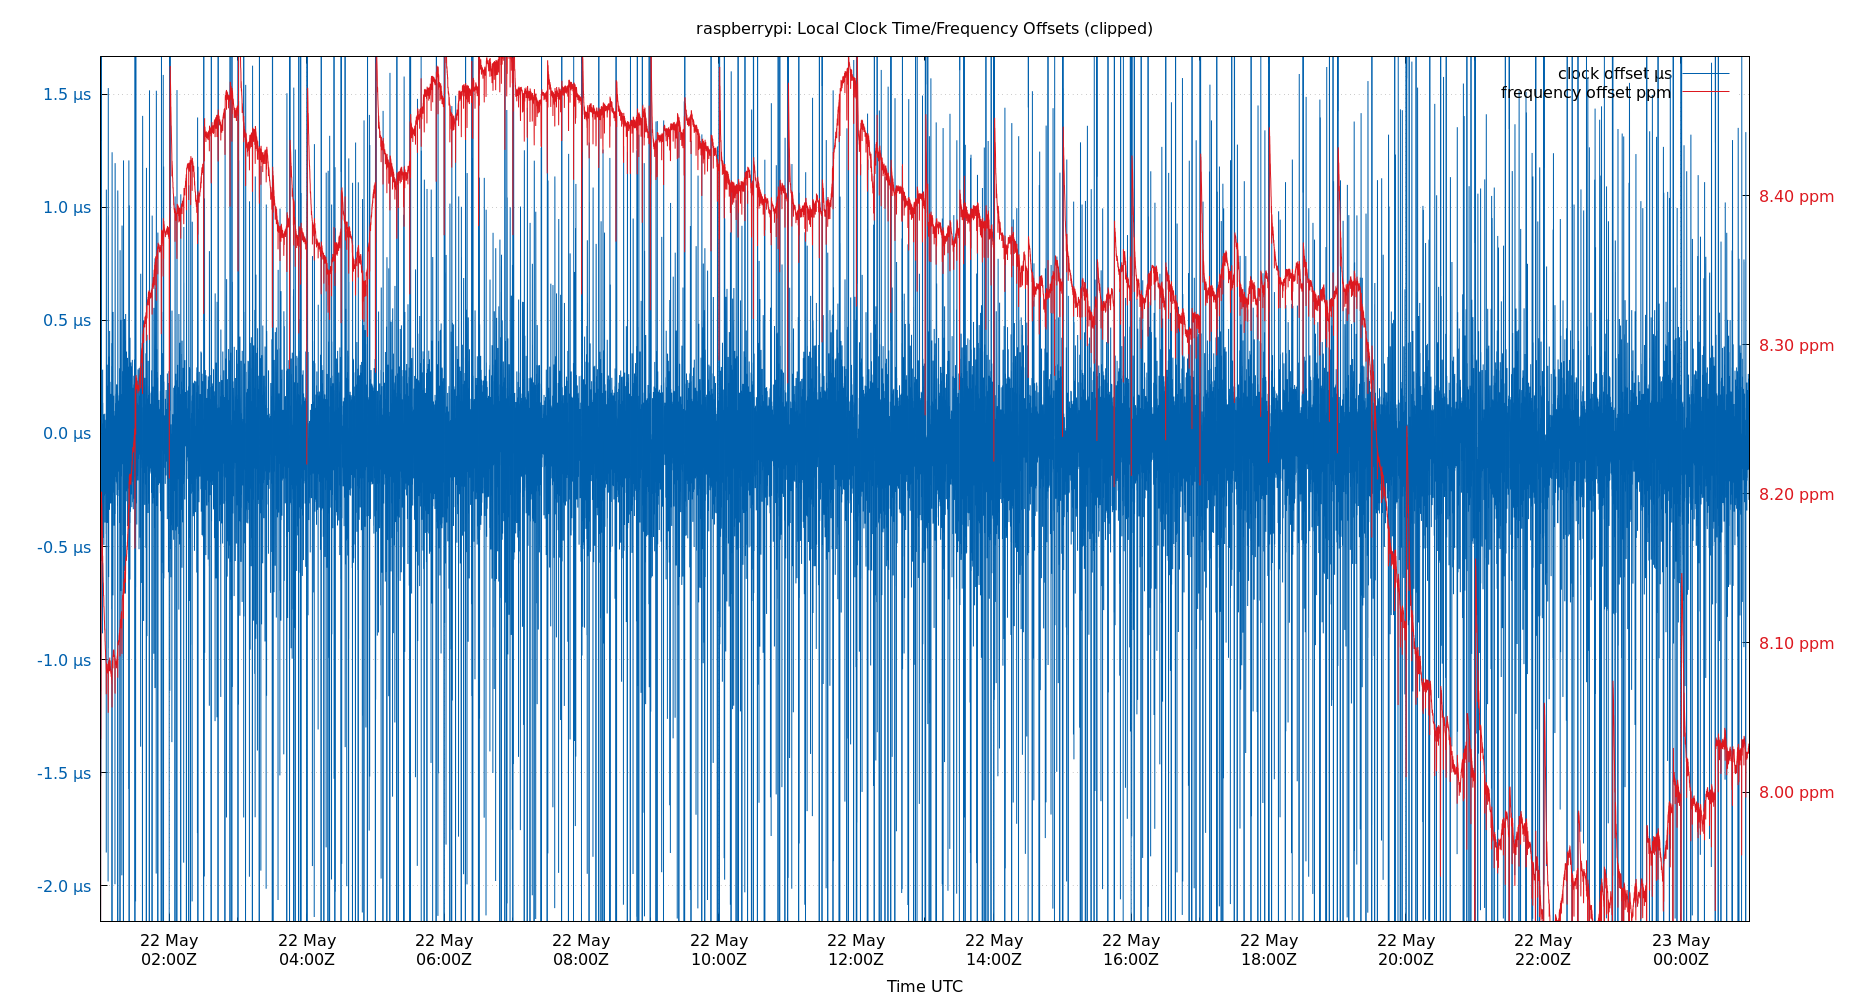 raspberrypi: Local Clock Time/Frequency Offsets (clipped)
clock offset µs
frequency offset ppm
1.5 µs
1.0 µs
0.5 µs
0.0 µs
-0.5 µs
-1.0 µs
-1.5 µs
-2.0 µs
8.40 ppm
8.30 ppm
8.20 ppm
8.10 ppm
8.00 ppm
22 May 22 May 22 May 22 May 22 May 22 May 22 May 22 May 22 May 22 May 22 May 23 May
02:00Z 04:00Z 06:00Z 08:00Z 10:00Z 12:00Z 14:00Z 16:00Z 18:00Z 20:00Z 22:00Z 00:00Z
Time UTC